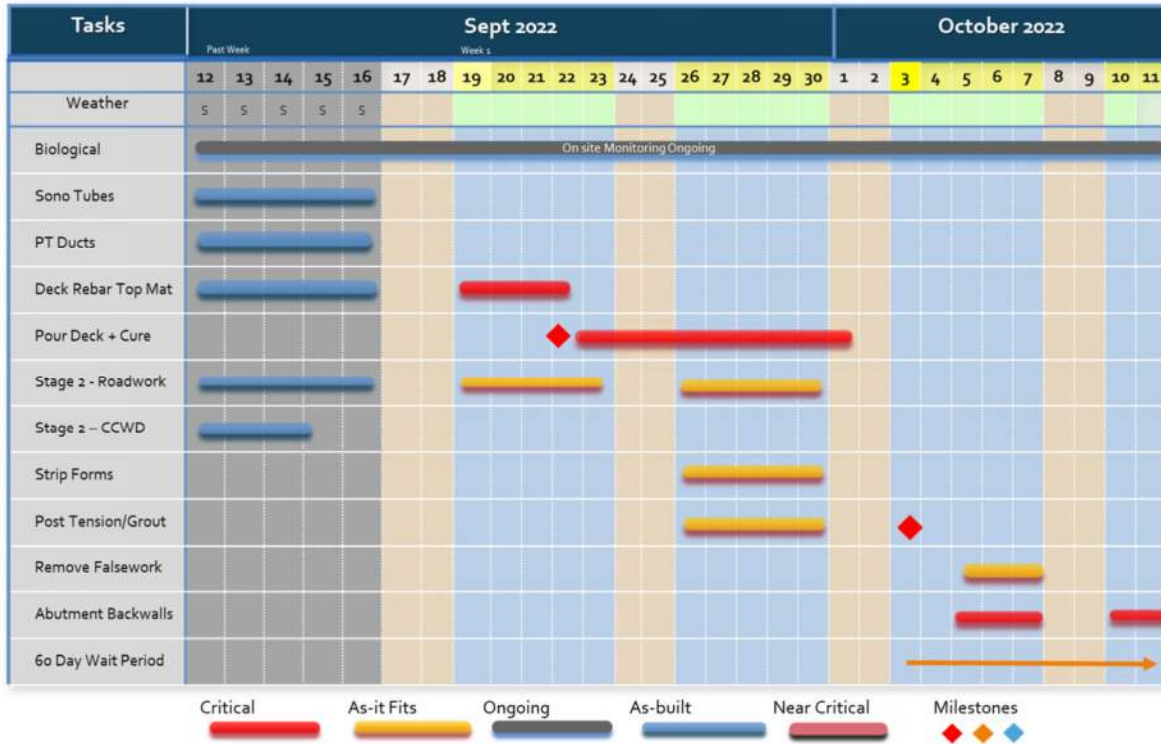 Tasks Sept 2022 October 2022
Past Week Week 1
12 13 14 15 16 17 18 19 20 21 22 23 24 25 26 27 28 29 30 1 2 3 4 5 6 7 8 9 10 11
Weather S S S S S
Biological On site Monitoring Ongoing
Sono Tubes
PT Ducts
Deck Rebar Top Mat
Pour Deck + Cure
Stage 2 - Roadwork
Stage 2 – CCWD
Strip Forms
Post Tension/Grout
Remove Falsework
Abutment Backwalls
60 Day Wait Period
Critical As-it Fits Ongoing As-built Near Critical Milestones